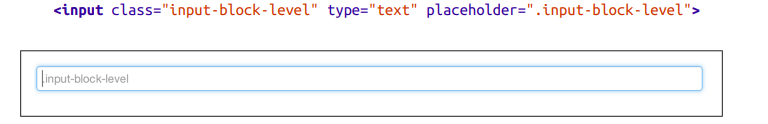 <input class="input-block-level" type="text" placeholder=".input-block-level">
.input-block-level